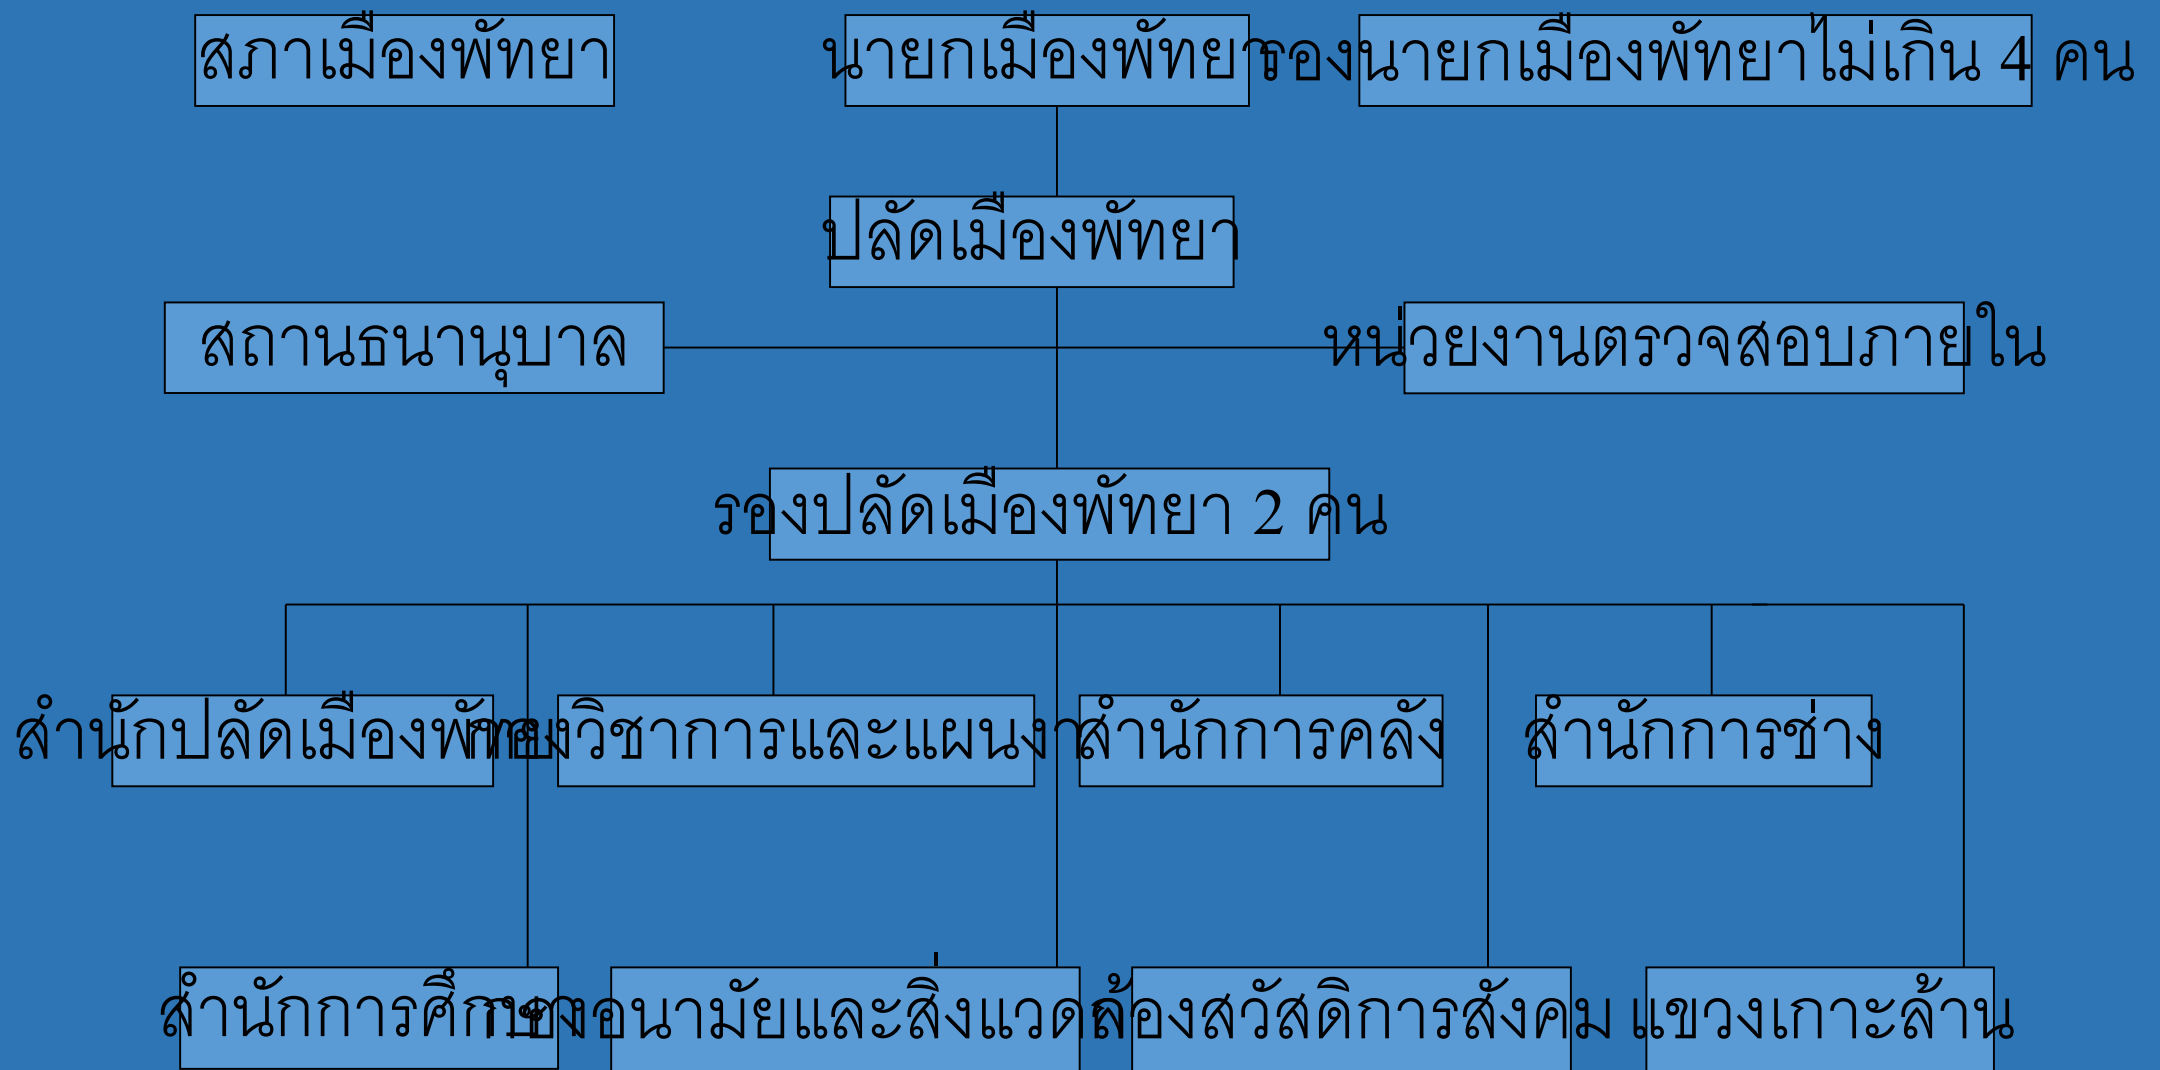 สภาเมืองพัทยา
นายกเมืองพัทยา
รองนายกเมืองพัทยาไม่เกิน 4 คน
ปลัดเมืองพัทยา
สถานธนานุบาล
หน่วยงานตรวจสอบภายใน
รองปลัดเมืองพัทยา 2 คน
สำนักปลัดเมืองพัทยา
กองวิชาการและแผนงาน
สำนักการคลัง
สำนักการช่าง
สำนักการศึกษา
กองอนามัยและสิ่งแวดล้อม
กองสวัสดิการสังคม
แขวงเกาะล้าน